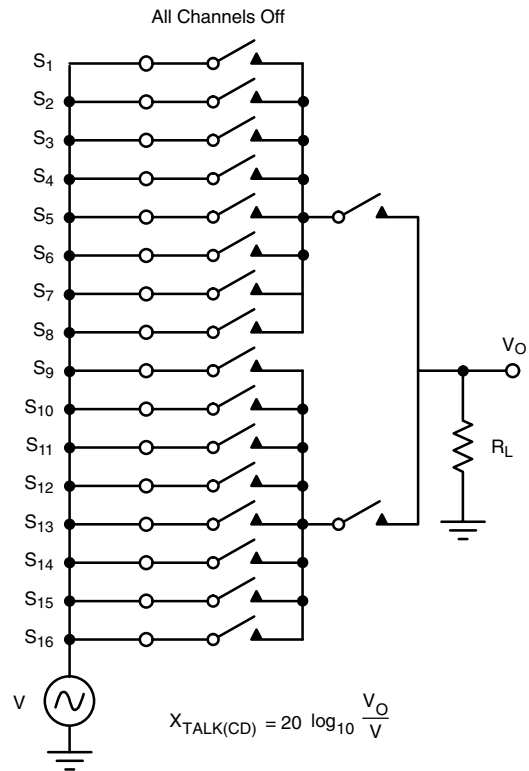 All Channels Off
S1
S2
S3
S4
S5
S6
S7
S8
S9
S10
S11
S12
S13
S14
S15
S16
VO
RL
V
XTALK(CD) = 20 log10 VO/V